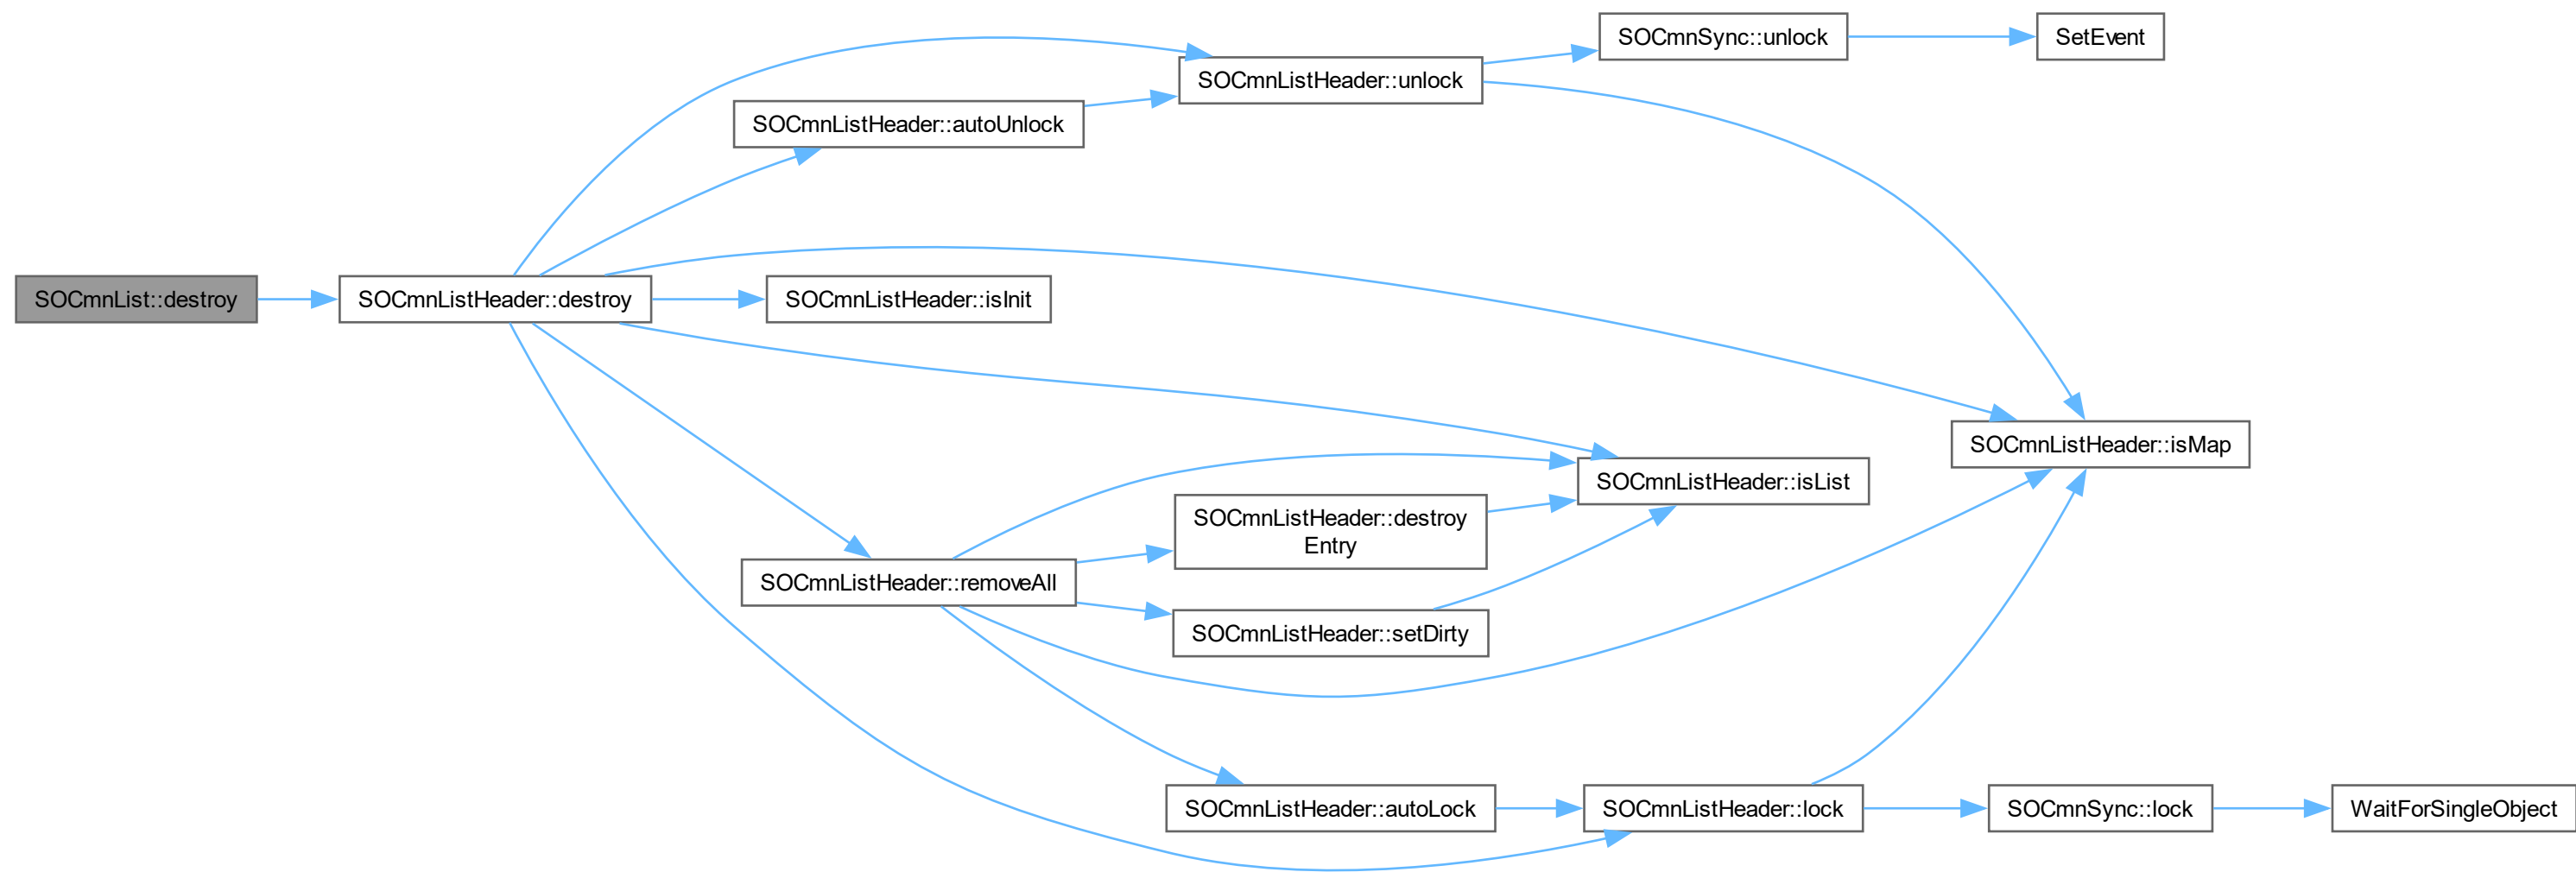 SOCmnList::destroy
SOCmnListHeader::destroy
SOCmnListHeader::unlock
SOCmnListHeader::autoUnlock
SOCmnSync::unlock
SetEvent
SOCmnListHeader::isInit
SOCmnListHeader::isMap
SOCmnListHeader::isList
SOCmnListHeader::destroy
Entry
SOCmnListHeader::removeAll
SOCmnListHeader::setDirty
SOCmnListHeader::autoLock
SOCmnListHeader::lock
SOCmnSync::lock
WaitForSingleObject